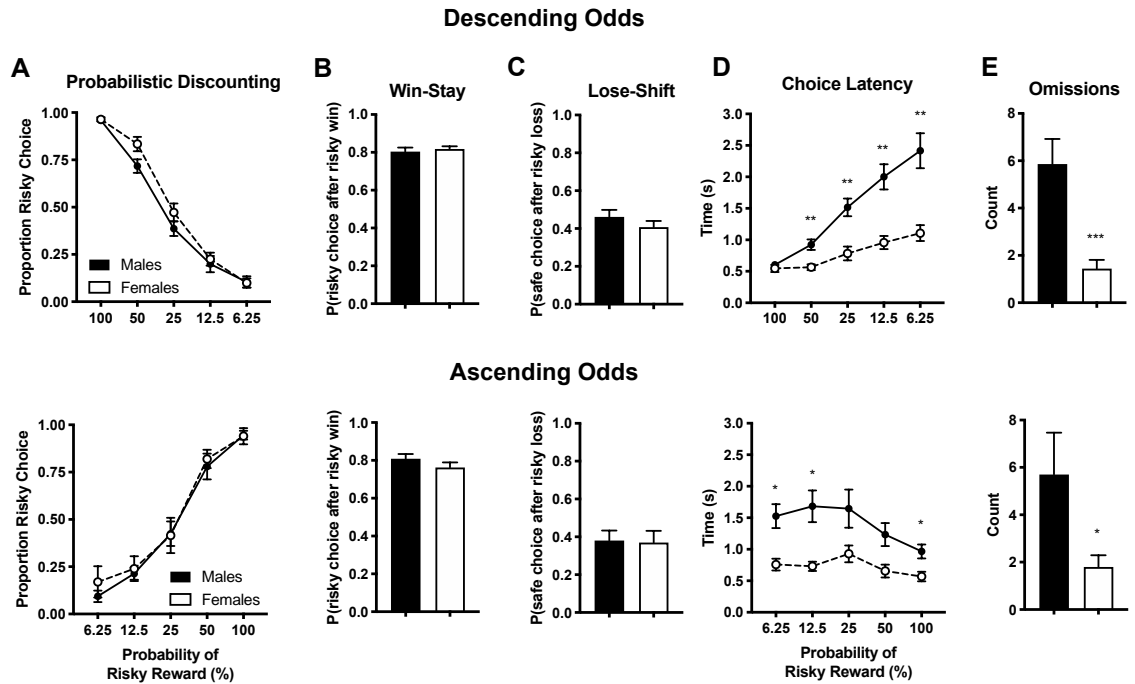 Descending Odds
A
Probabilistic Discounting
Proportion Risky Choice
1.00
0.75
0.50
0.25
0.00
Males
Females
100 50 25 12.5 6.25
B
Win-Stay
P(risky choice after risky win)
1.0
0.8
0.6
0.4
0.2
0.0
C
Lose-Shift
P(safe choice after risky loss)
1.0
0.8
0.6
0.4
0.2
0.0
D
Choice Latency
Time (s)
3.0
2.5
2.0
1.5
1.0
0.5
0.0
** ** ** **
100 50 25 12.5 6.25
E
Omissions
Count
8
6
4
2
0
***
Ascending Odds
Proportion Risky Choice
1.00
0.75
0.50
0.25
0.00
Males
Females
6.25 12.5 25 50 100
Probability of
Risky Reward (%)
P(risky choice after risky win)
1.0
0.8
0.6
0.4
0.2
0.0
P(safe choice after risky loss)
1.0
0.8
0.6
0.4
0.2
0.0
Time (s)
3.0
2.5
2.0
1.5
1.0
0.5
0.0
* * *
6.25 12.5 25 50 100
Probability of
Risky Reward (%)
Count
8
6
4
2
0
*